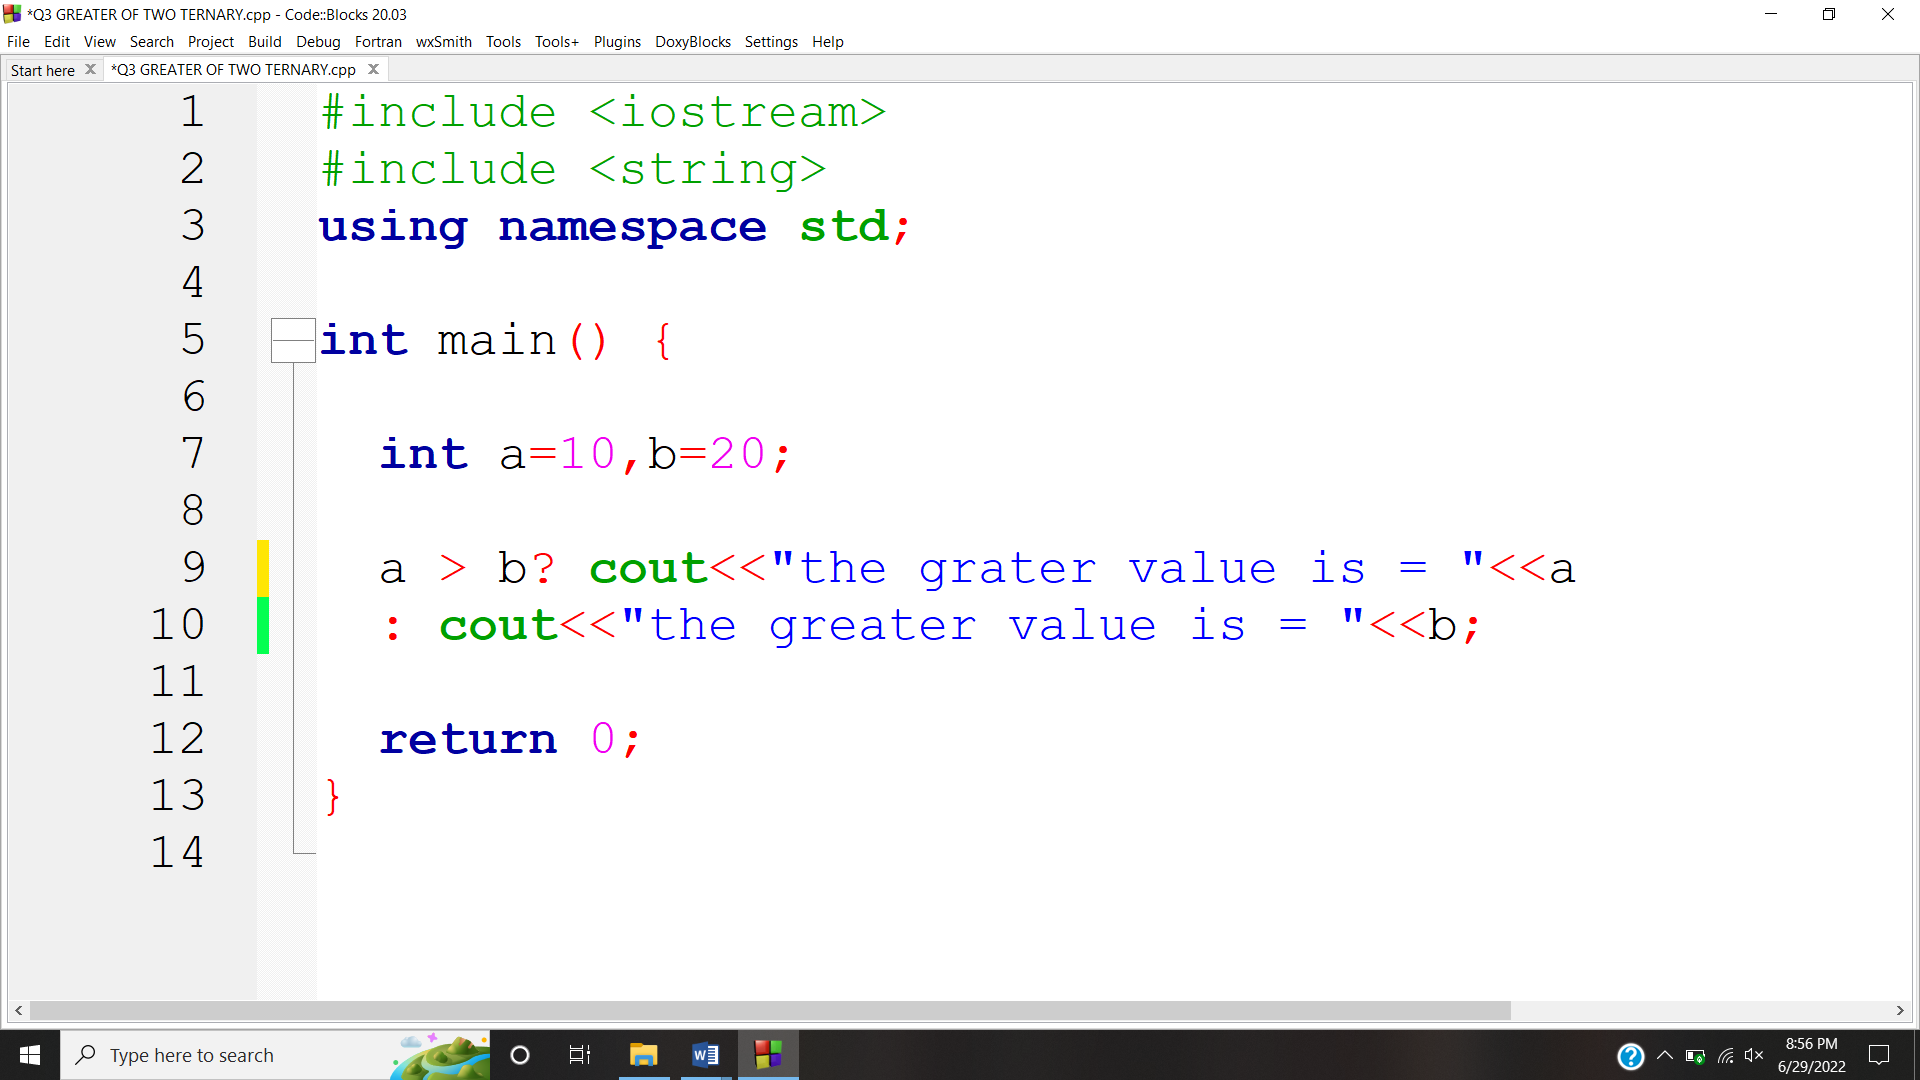 *Q3 GREATER OF TWO TERNARY.cpp - Code::Blocks 20.03
File Edit View Search Project Build Debug Fortran wxSmith Tools Tools+ Plugins DoxyBlocks Settings Help
Start here *Q3 GREATER OF TWO TERNARY.cpp
1 #include <iostream>
2 #include <string>
3 using namespace std;
4
5 int main() {
6
7 int a=10,b=20;
8
9 a > b? cout<<"the grater value is = "<<a
10 : cout<<"the greater value is = "<<b;
11
12 return 0;
13 }
14
Type here to search
8:56 PM
6/29/2022